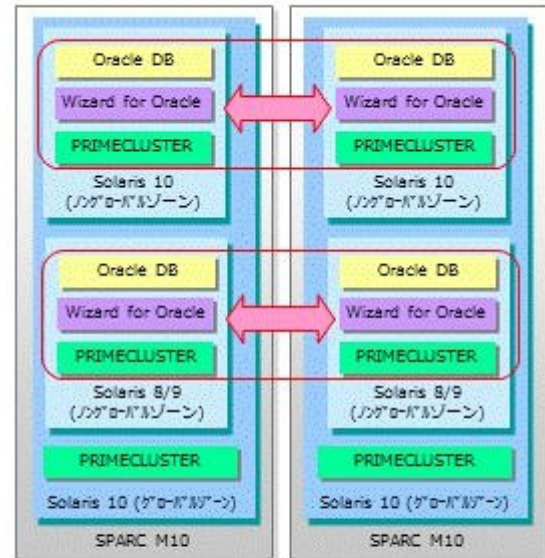 Oracle DB
Wizard for Oracle
PRIMECLUSTER
Solaris 10
(ﾉﾝｸﾞﾛｰﾊﾞﾙゾーン)
Oracle DB
Wizard for Oracle
PRIMECLUSTER
Solaris 8/9
(ﾉﾝｸﾞﾛｰﾊﾞﾙゾーン)
PRIMECLUSTER
Solaris 10 (ｸﾞﾛｰﾊﾞﾙｿﾞｰﾝ)
SPARC M10
Oracle DB
Wizard for Oracle
PRIMECLUSTER
Solaris 10
(ﾉﾝｸﾞﾛｰﾊﾞﾙゾーン)
Oracle DB
Wizard for Oracle
PRIMECLUSTER
Solaris 8/9
(ﾉﾝｸﾞﾛｰﾊﾞﾙゾーン)
PRIMECLUSTER
Solaris 10 (ｸﾞﾛｰﾊﾞﾙｿﾞｰﾝ)
SPARC M10